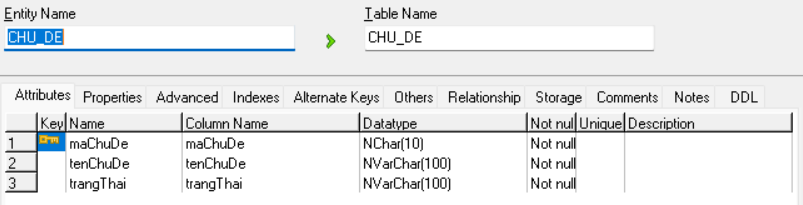 Entity Name Table Name
CHU_DE CHU_DE
Attributes Properties Advanced Indexes Alternate Keys Others Relationship Storage Comments Notes DDL
Key Name Column Name Datatype Not nul Unique Description
1 maChuDe maChuDe NChar(10) Not null
2 tenChuDe tenChuDe NVarChar(100) Not null
3 trangThai trangThai NVarChar(100) Not null